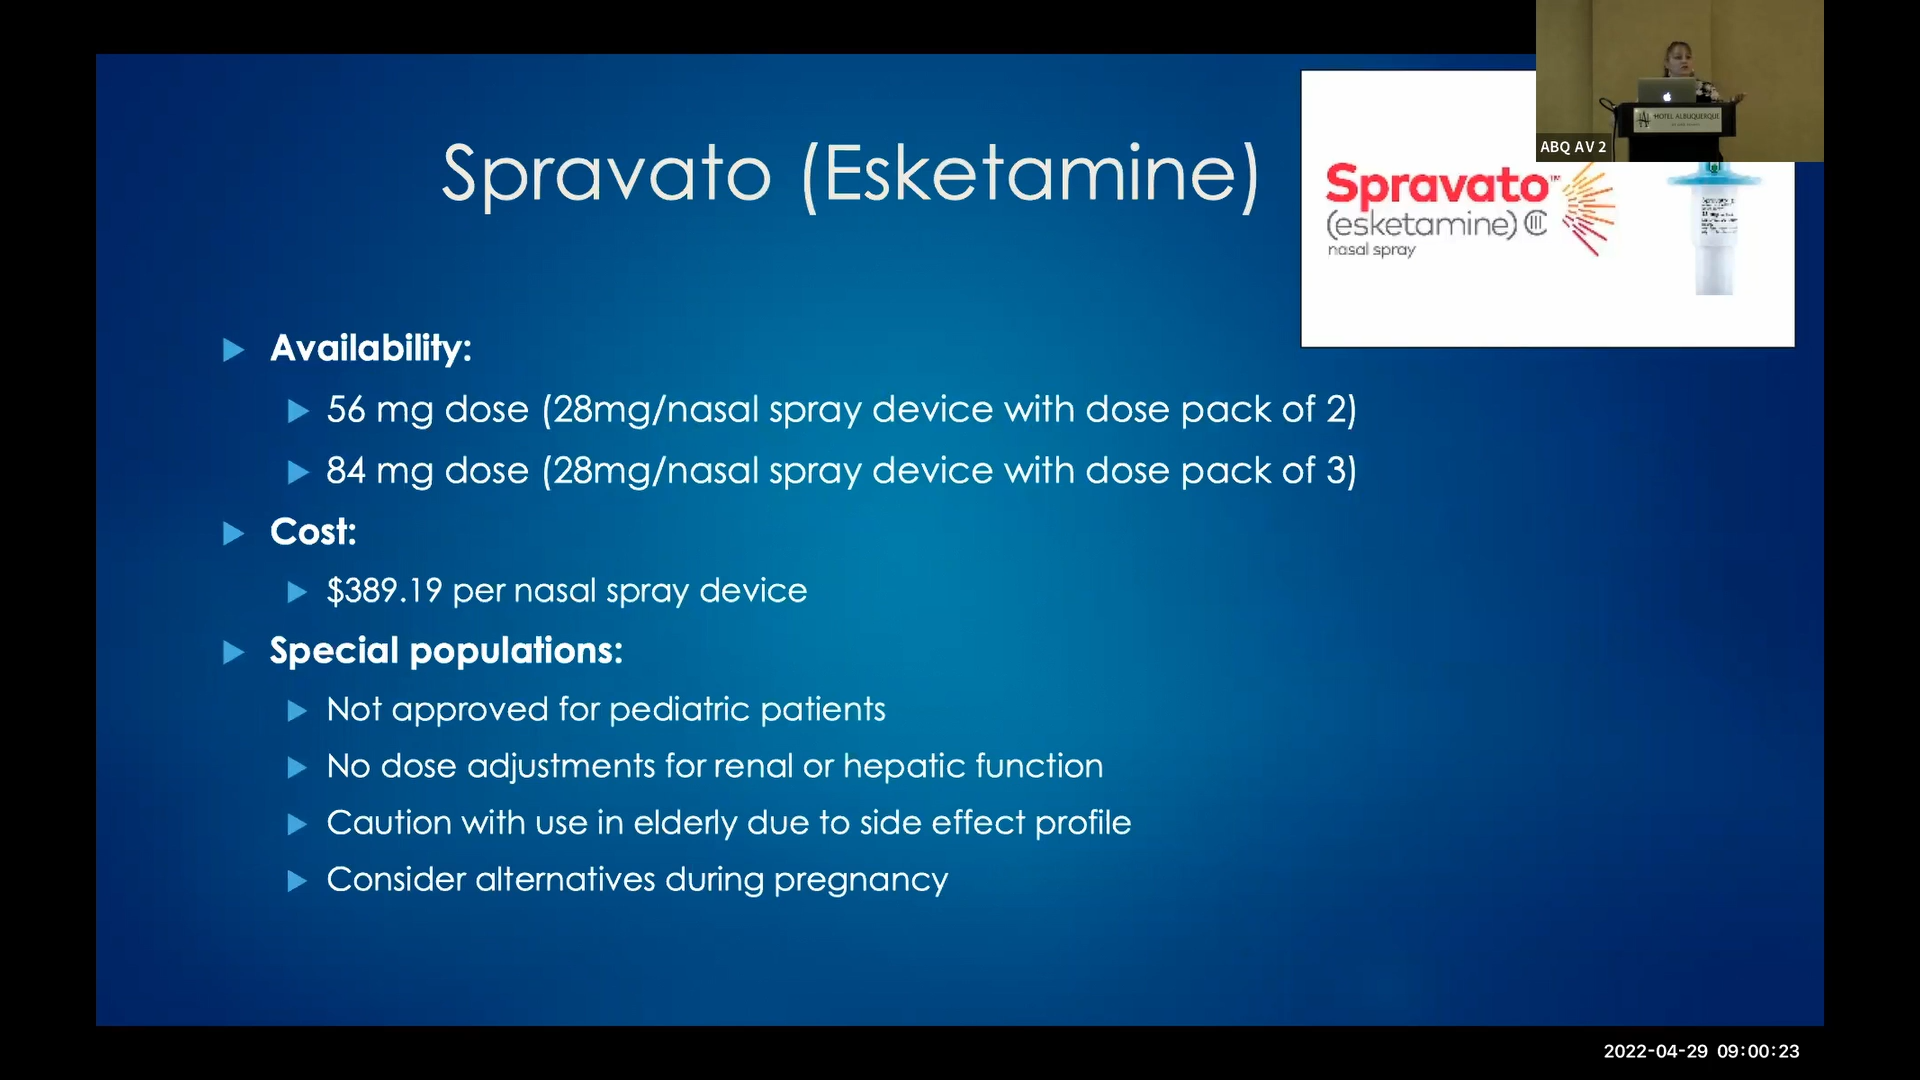 Spravato (Esketamine)
Spravato™
(esketamine) CIII
nasal spray
HOTEL ALBUQUERQUE
ABQ AV 2
Availability:
56 mg dose (28mg/nasal spray device with dose pack of 2)
84 mg dose (28mg/nasal spray device with dose pack of 3)
Cost:
$389.19 per nasal spray device
Special populations:
Not approved for pediatric patients
No dose adjustments for renal or hepatic function
Caution with use in elderly due to side effect profile
Consider alternatives during pregnancy
2022-04-29 09:00:23